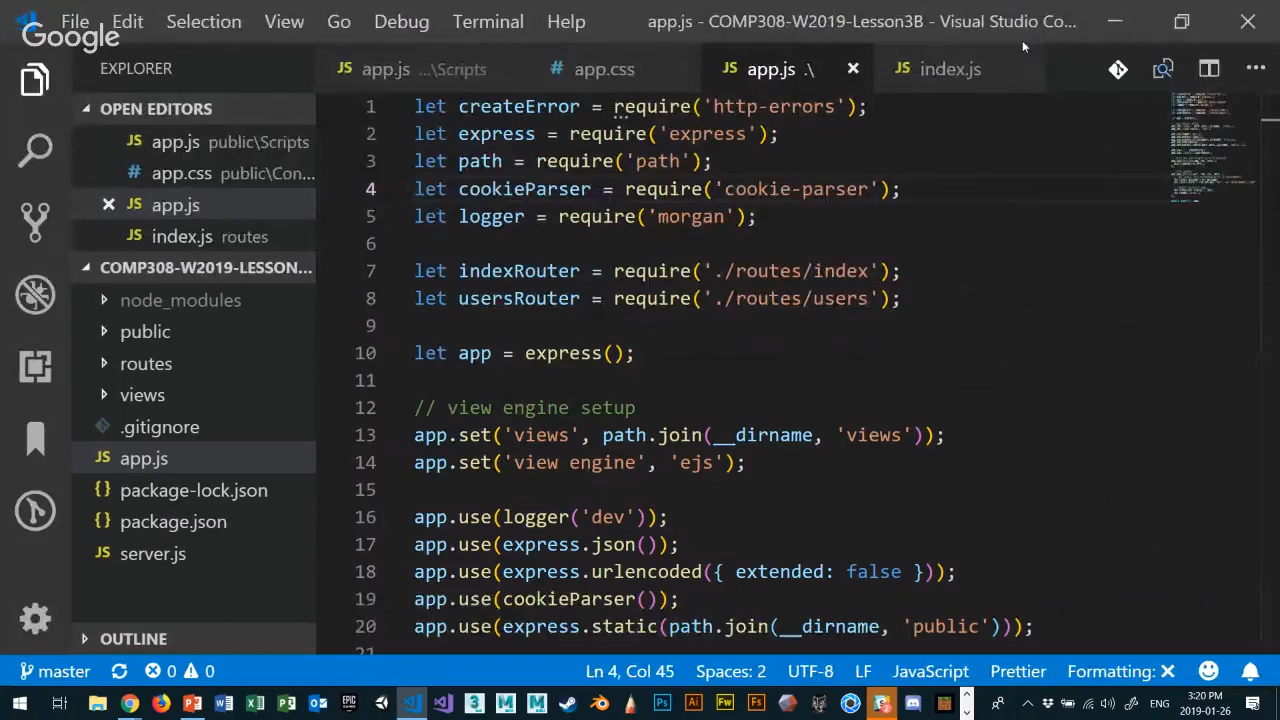 File Edit Selection View Go Debug Terminal Help app.js - COMP308-W2019-Lesson3B - Visual Studio Co...
Google
EXPLORER
app.js ...\Scripts
app.css
app.js .\
index.js
OPEN EDITORS
app.js public\Scripts
app.css public\Con...
app.js
index.js routes
COMP308-W2019-LESSON...
node_modules
public
routes
views
.gitignore
app.js
package-lock.json
package.json
server.js
OUTLINE
1 let createError = require('http-errors');
2 let express = require('express');
3 let path = require('path');
4 let cookieParser = require('cookie-parser');
5 let logger = require('morgan');
6
7 let indexRouter = require('./routes/index');
8 let usersRouter = require('./routes/users');
9
10 let app = express();
11
12 // view engine setup
13 app.set('views', path.join(__dirname, 'views'));
14 app.set('view engine', 'ejs');
15
16 app.use(logger('dev'));
17 app.use(express.json());
18 app.use(express.urlencoded({ extended: false }));
19 app.use(cookieParser());
20 app.use(express.static(path.join(__dirname, 'public')));
21
master 0 0 Ln 4, Col 45 Spaces: 2 UTF-8 LF JavaScript Prettier Formatting: ✕
ENG 3:20 PM
2019-01-26